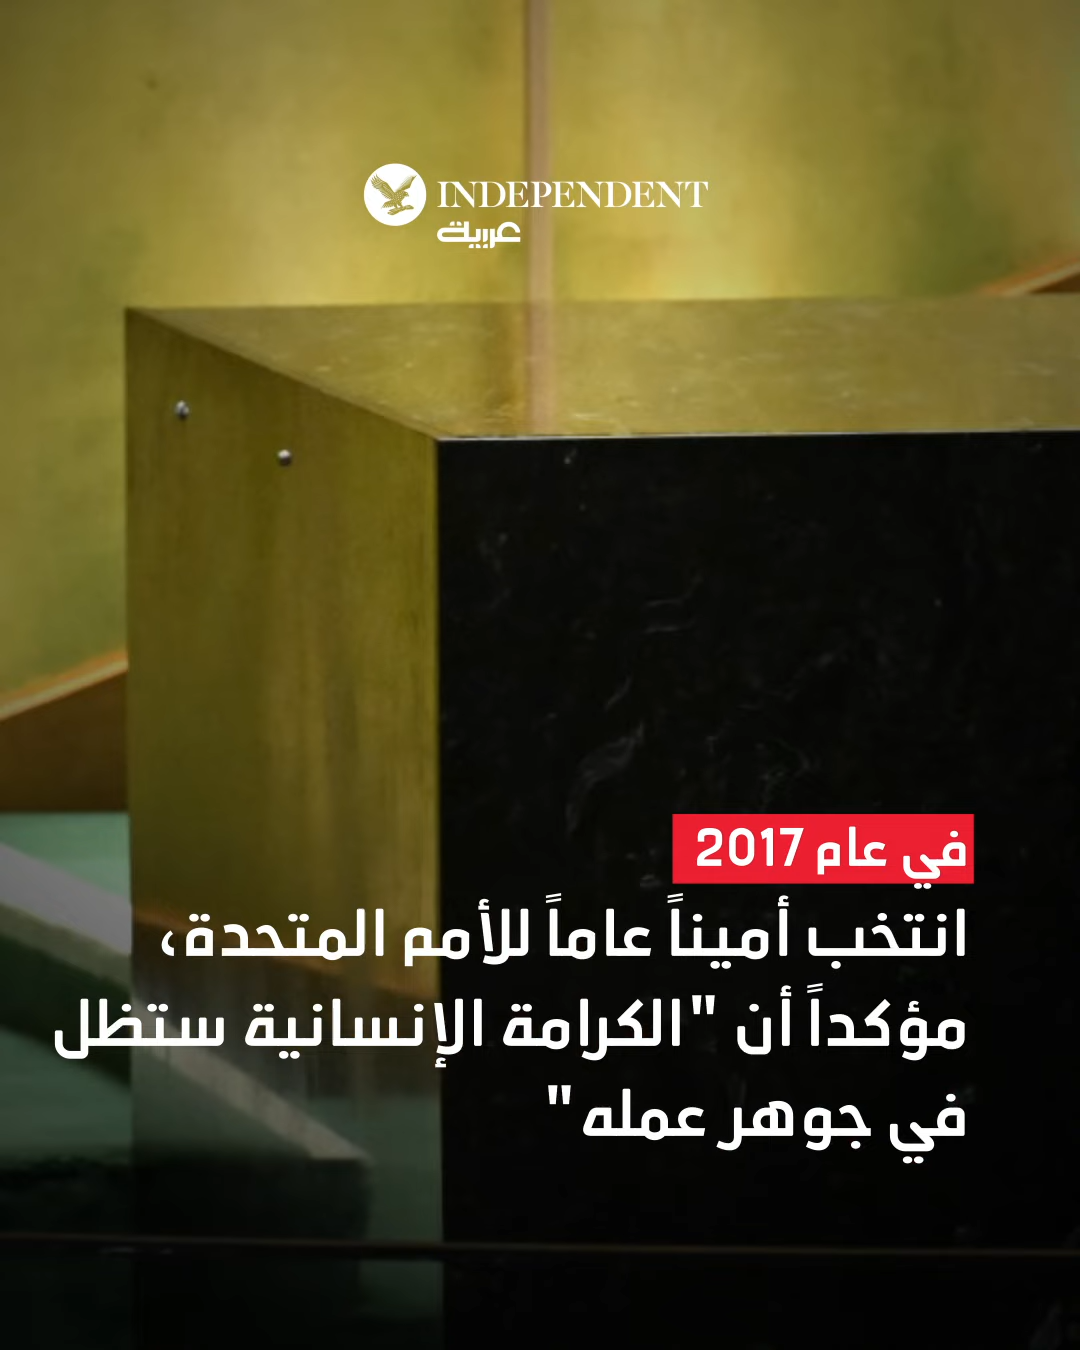 INDEPENDENT
عربية
في عام 2017
انتخب أميناً عاماً للأمم المتحدة،
مؤكداً أن "الكرامة الإنسانية ستظل
في جوهر عمله"